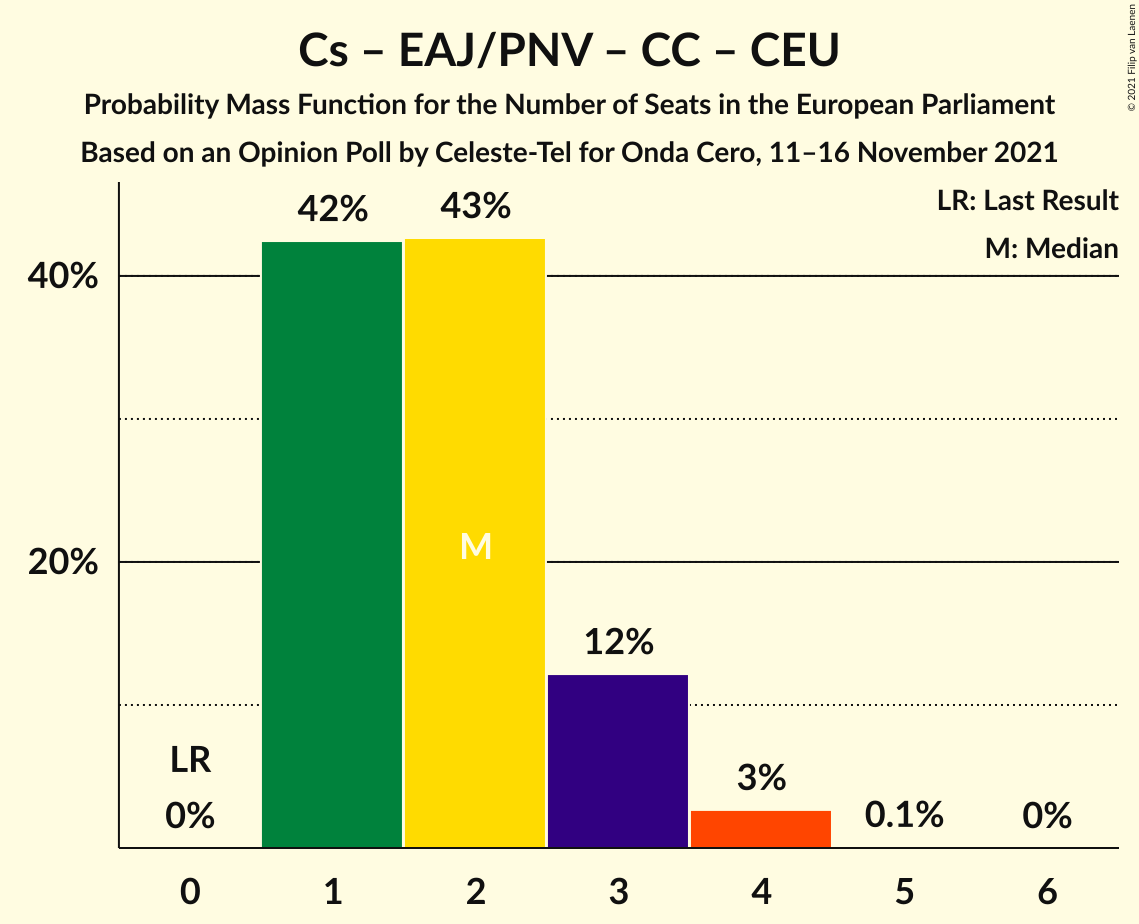 Cs – EAJ/PNV – CC – CEU
Probability Mass Function for the Number of Seats in the European Parliament
Based on an Opinion Poll by Celeste-Tel for Onda Cero, 11–16 November 2021
© 2021 Filip van Laenen
LR: Last Result
M: Median
42%
43%
40%
M
20%
12%
LR
3%
0%
0.1%
0%
0 1 2 3 4 5 6